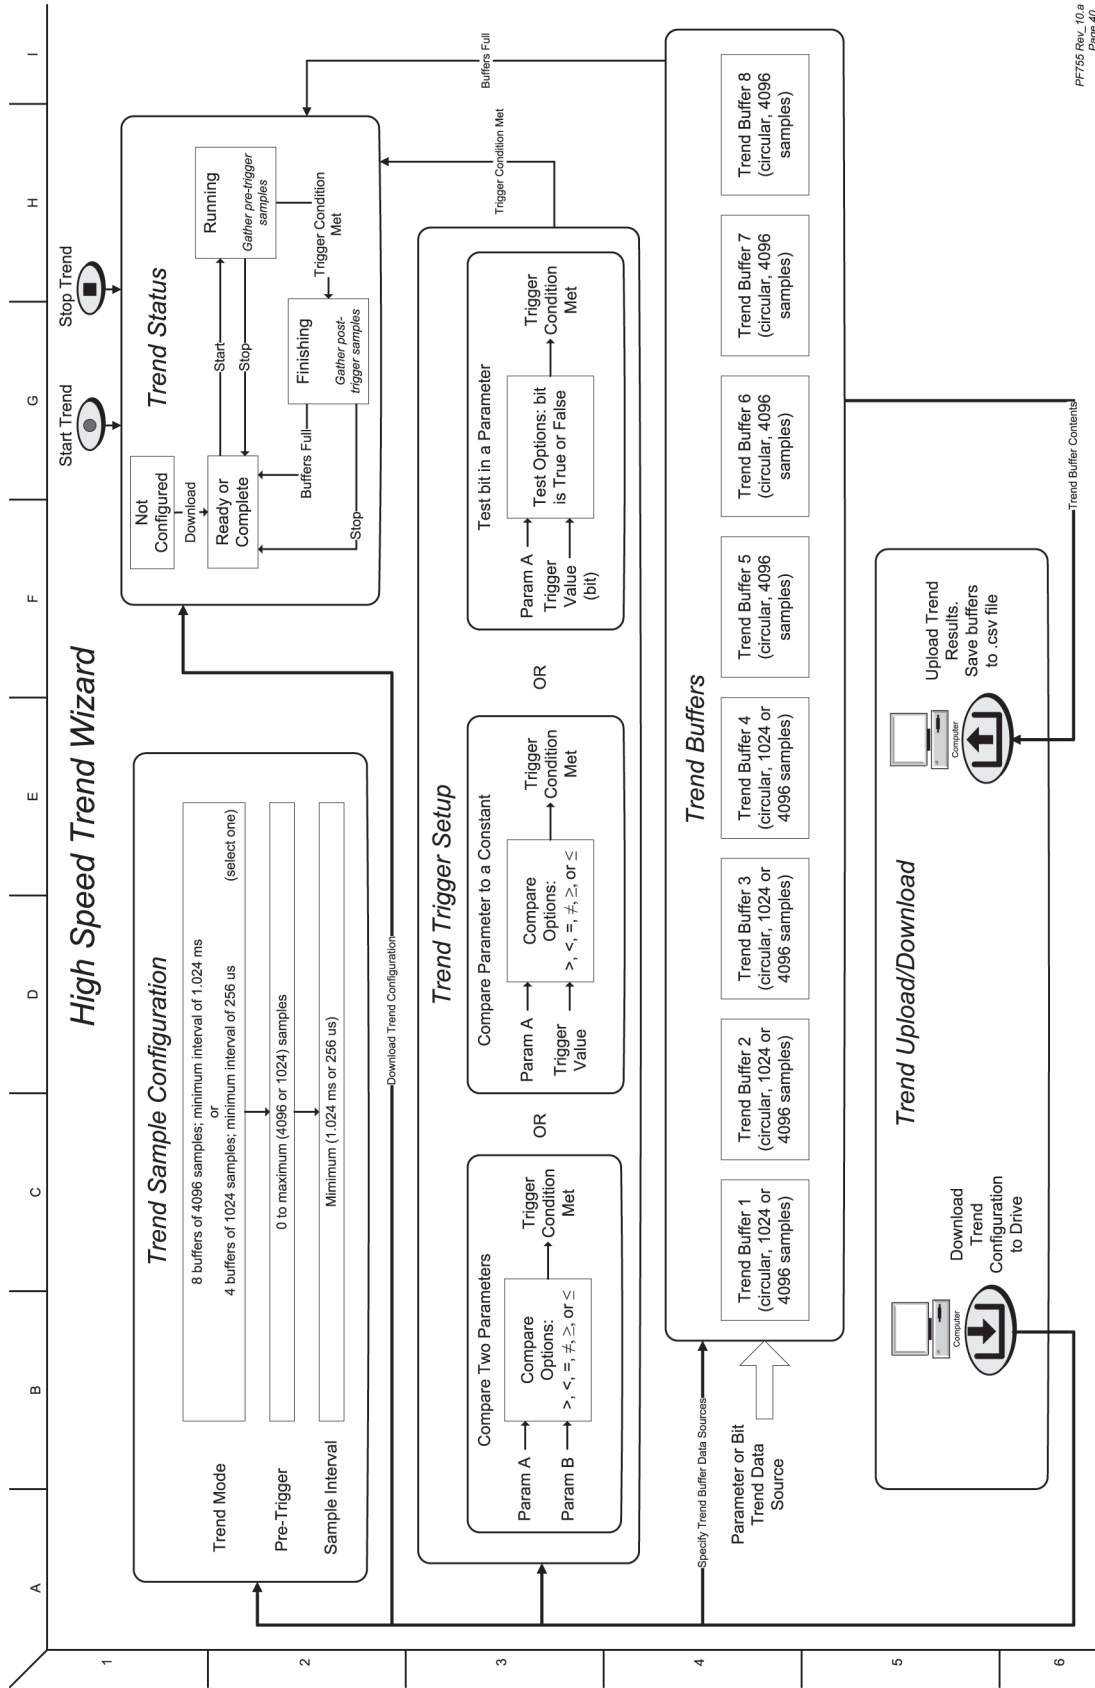 A
B
C
D
E
F
G
H
I
1
2
3
4
5
6
High Speed Trend Wizard
Start Trend
Stop Trend
Trend Sample Configuration
Trend Mode
8 buffers of 4096 samples; minimum interval of 1.024 ms
or
4 buffers of 1024 samples; minimum interval of 256 us
(select one)
Pre-Trigger
0 to maximum (4096 or 1024) samples
Sample Interval
Mimimum (1.024 ms or 256 us)
Download Trend Configuration
Trend Status
Not
Configured
Download
Ready or
Complete
Start
Stop
Running
Gather pre-trigger
samples
Trigger Condition
Met
Finishing
Gather post-
trigger samples
Buffers Full
Stop
Trigger Condition Met
Buffers Full
Trend Trigger Setup
Compare Two Parameters
Param A
Param B
Compare
Options:
>, <, =, ≠, ≥, or ≤
Trigger
Condition
Met
OR
Compare Parameter to a Constant
Param A
Trigger
Value
Compare
Options:
>, <, =, ≠, ≥, or ≤
Trigger
Condition
Met
OR
Test bit in a Parameter
Param A
Trigger
Value
(bit)
Test Options: bit
is True or False
Trigger
Condition
Met
Specify Trend Buffer Data Sources
Parameter or Bit
Trend Data
Source
Trend Buffers
Trend Buffer 1
(circular, 1024 or
4096 samples)
Trend Buffer 2
(circular, 1024 or
4096 samples)
Trend Buffer 3
(circular, 1024 or
4096 samples)
Trend Buffer 4
(circular, 1024 or
4096 samples)
Trend Buffer 5
(circular, 4096
samples)
Trend Buffer 6
(circular, 4096
samples)
Trend Buffer 7
(circular, 4096
samples)
Trend Buffer 8
(circular, 4096
samples)
Trend Upload/Download
Computer
Download
Trend
Configuration
to Drive
Computer
Upload Trend
Results.
Save buffers
to .csv file
Trend Buffer Contents
PF755 Rev_10.a
Page 40